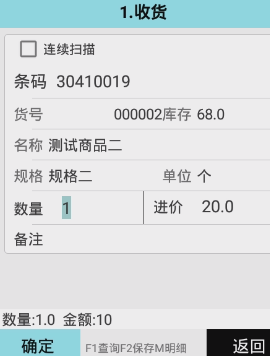 1.收货
连续扫描
条码 30410019
货号 000002库存 68.0
名称 测试商品二
规格 规格二 单位 个
数量 1 进价 20.0
备注
数量:1.0 金额:10
确定 F1查询F2保存M明细 返回